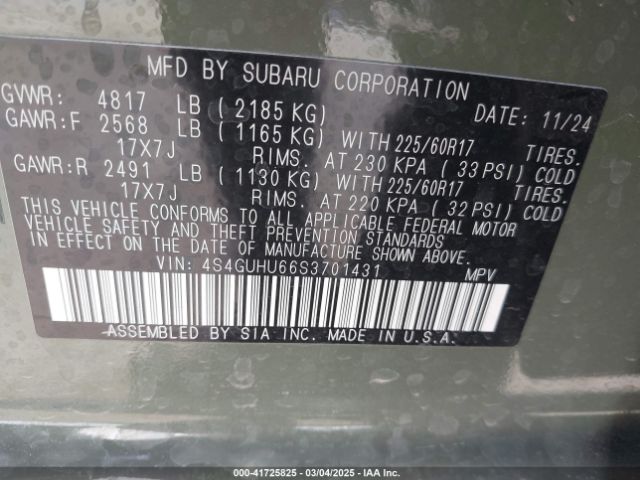 MFD BY SUBARU CORPORATION
GVWR: 4817 LB ( 2185 KG) DATE: 11/24
GAWR:F 2568 LB ( 1165 KG) WITH 225/60R17 TIRES.
17X7J RIMS. AT 230 KPA ( 33 PSI) COLD
GAWR:R 2491 LB ( 1130 KG) WITH 225/60R17 TIRES.
17X7J RIMS. AT 220 KPA ( 32 PSI) COLD
THIS VEHICLE CONFORMS TO ALL APPLICABLE FEDERAL MOTOR
VEHICLE SAFETY AND THEFT PREVENTION STANDARDS
IN EFFECT ON THE DATE OF MANUFACTURE SHOWN ABOVE.
VIN: 4S4GUHU66S3701431 MPV
ASSEMBLED BY SIA INC. MADE IN U.S.A.
000-41725825 - 03/04/2025 - IAA Inc.